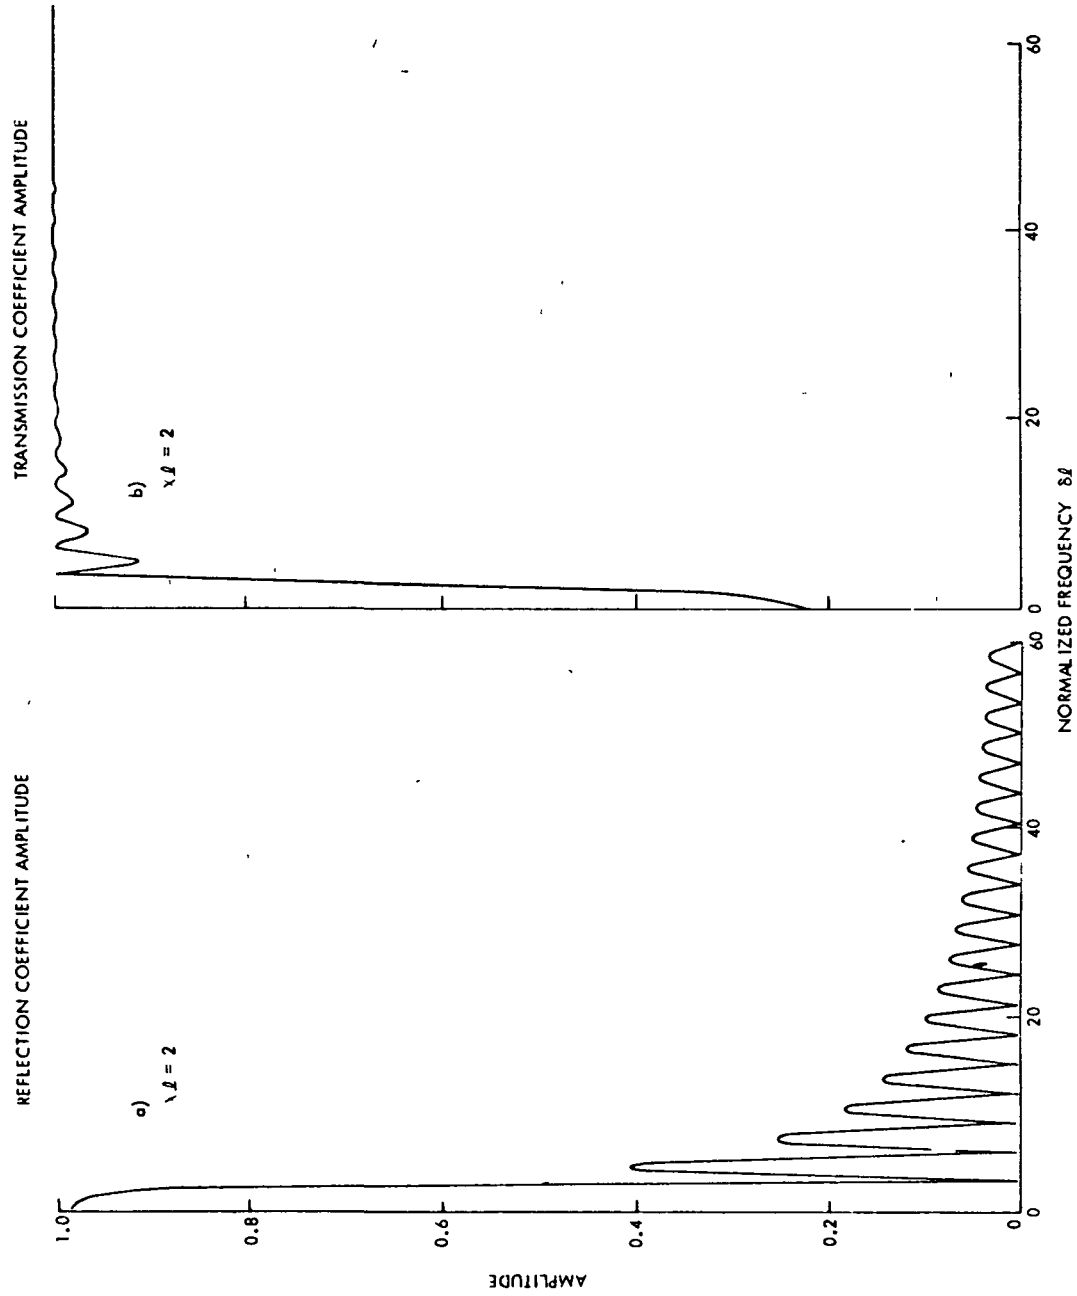 REFLECTION COEFFICIENT AMPLITUDE
TRANSMISSION COEFFICIENT AMPLITUDE
a)
λℓ = 2
b)
χℓ = 2
AMPLITUDE
1.0
0.8
0.6
0.4
0.2
0
0
20
40
60
0
20
40
60
NORMALIZED FREQUENCY δℓ